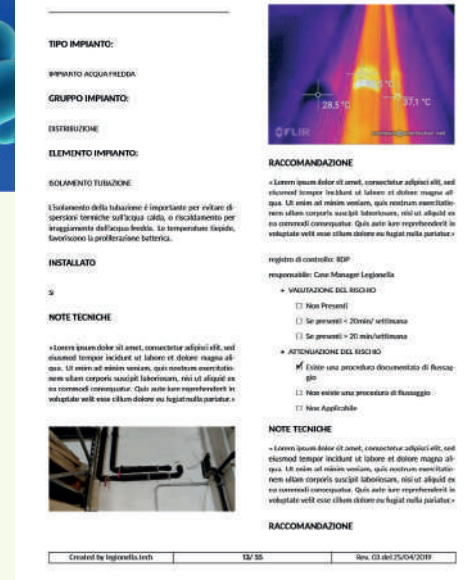 TIPO IMPIANTO:
IMPIANTO ACQUA FREDDA
GRUPPO IMPIANTO:
DISTRIBUZIONE
ELEMENTO IMPIANTO:
ISOLAMENTO TUBAZIONE
L'isolamento della tubazione è importante per evitare di-
spersioni termiche sull'acqua calda, o riscaldamento per
irraggiamento dell'acqua fredda. Le temperature tiepide,
favoriscono la proliferazione batterica.
INSTALLATO
SI
NOTE TECNICHE
«Lorem ipsum dolor sit amet, consectetur adipisci elit, sed
eiusmod tempor incidunt ut labore et dolore magna ali-
qua. Ut enim ad minim veniam, quis nostrum exercitatio-
nem ullam corporis suscipit laboriosam, nisi ut aliquid ex
ea commodi consequatur. Quis aute iure reprehenderit in
voluptate velit esse cillum dolore eu fugiat nulla pariatur.»
28,5 °C
37,1 °C
FLIR
RACCOMANDAZIONE
«Lorem ipsum dolor sit amet, consectetur adipisci elit, sed
eiusmod tempor incidunt ut labore et dolore magna ali-
qua. Ut enim ad minim veniam, quis nostrum exercitatio-
nem ullam corporis suscipit laboriosam, nisi ut aliquid ex
ea commodi consequatur. Quis aute iure reprehenderit in
voluptate velit esse cillum dolore eu fugiat nulla pariatur.»
registro di controllo: BDP
responsabile: Case Manager Legionella
+ VALUTAZIONE DEL RISCHIO
☐ Non Presenti
☐ Se presenti < 20min/ settimana
☐ Se presenti > 20 min/settimana
+ ATTENUAZIONE DEL RISCHIO
☑ Esiste una procedura documentata di flussag-
gio
☐ Non esiste una procedura di flussaggio
☐ Non Applicabile
NOTE TECNICHE
«Lorem ipsum dolor sit amet, consectetur adipisci elit, sed
eiusmod tempor incidunt ut labore et dolore magna ali-
qua. Ut enim ad minim veniam, quis nostrum exercitatio-
nem ullam corporis suscipit laboriosam, nisi ut aliquid ex
ea commodi consequatur. Quis aute iure reprehenderit in
voluptate velit esse cillum dolore eu fugiat nulla pariatur.»
RACCOMANDAZIONE
Created by legionella.tech
13/ 55
Rev. 03 del 25/04/2019